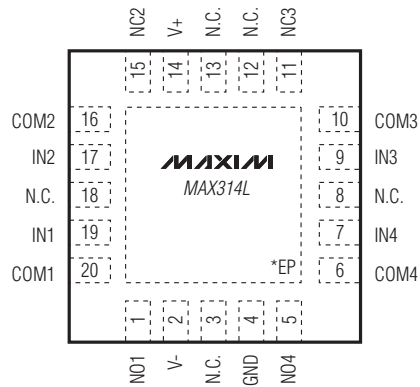 NC2
V+
N.C.
N.C.
NC3
15
14
13
12
11
COM2 16
10 COM3
IN2 17
MAXIM
9 IN3
N.C. 18
MAX314L
8 N.C.
IN1 19
7 IN4
COM1 20
*EP
6 COM4
1
2
3
4
5
NO1
V-
N.C.
GND
NO4